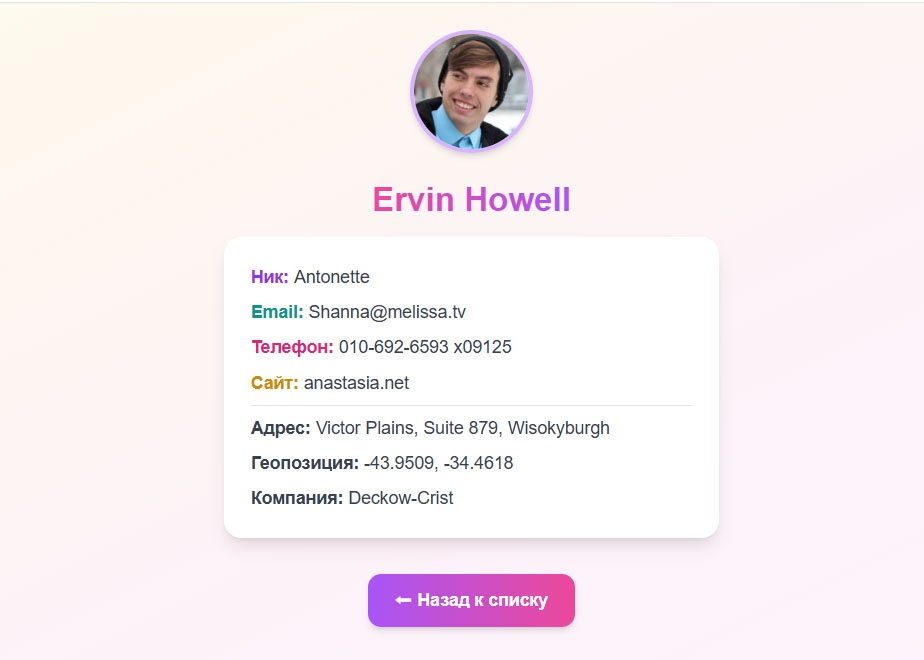 Ervin Howell
Ник: Antonette
Email: Shanna@melissa.tv
Телефон: 010-692-6593 x09125
Сайт: anastasia.net
Адрес: Victor Plains, Suite 879, Wisokyburgh
Геопозиция: -43.9509, -34.4618
Компания: Deckow-Crist
⬅ Назад к списку